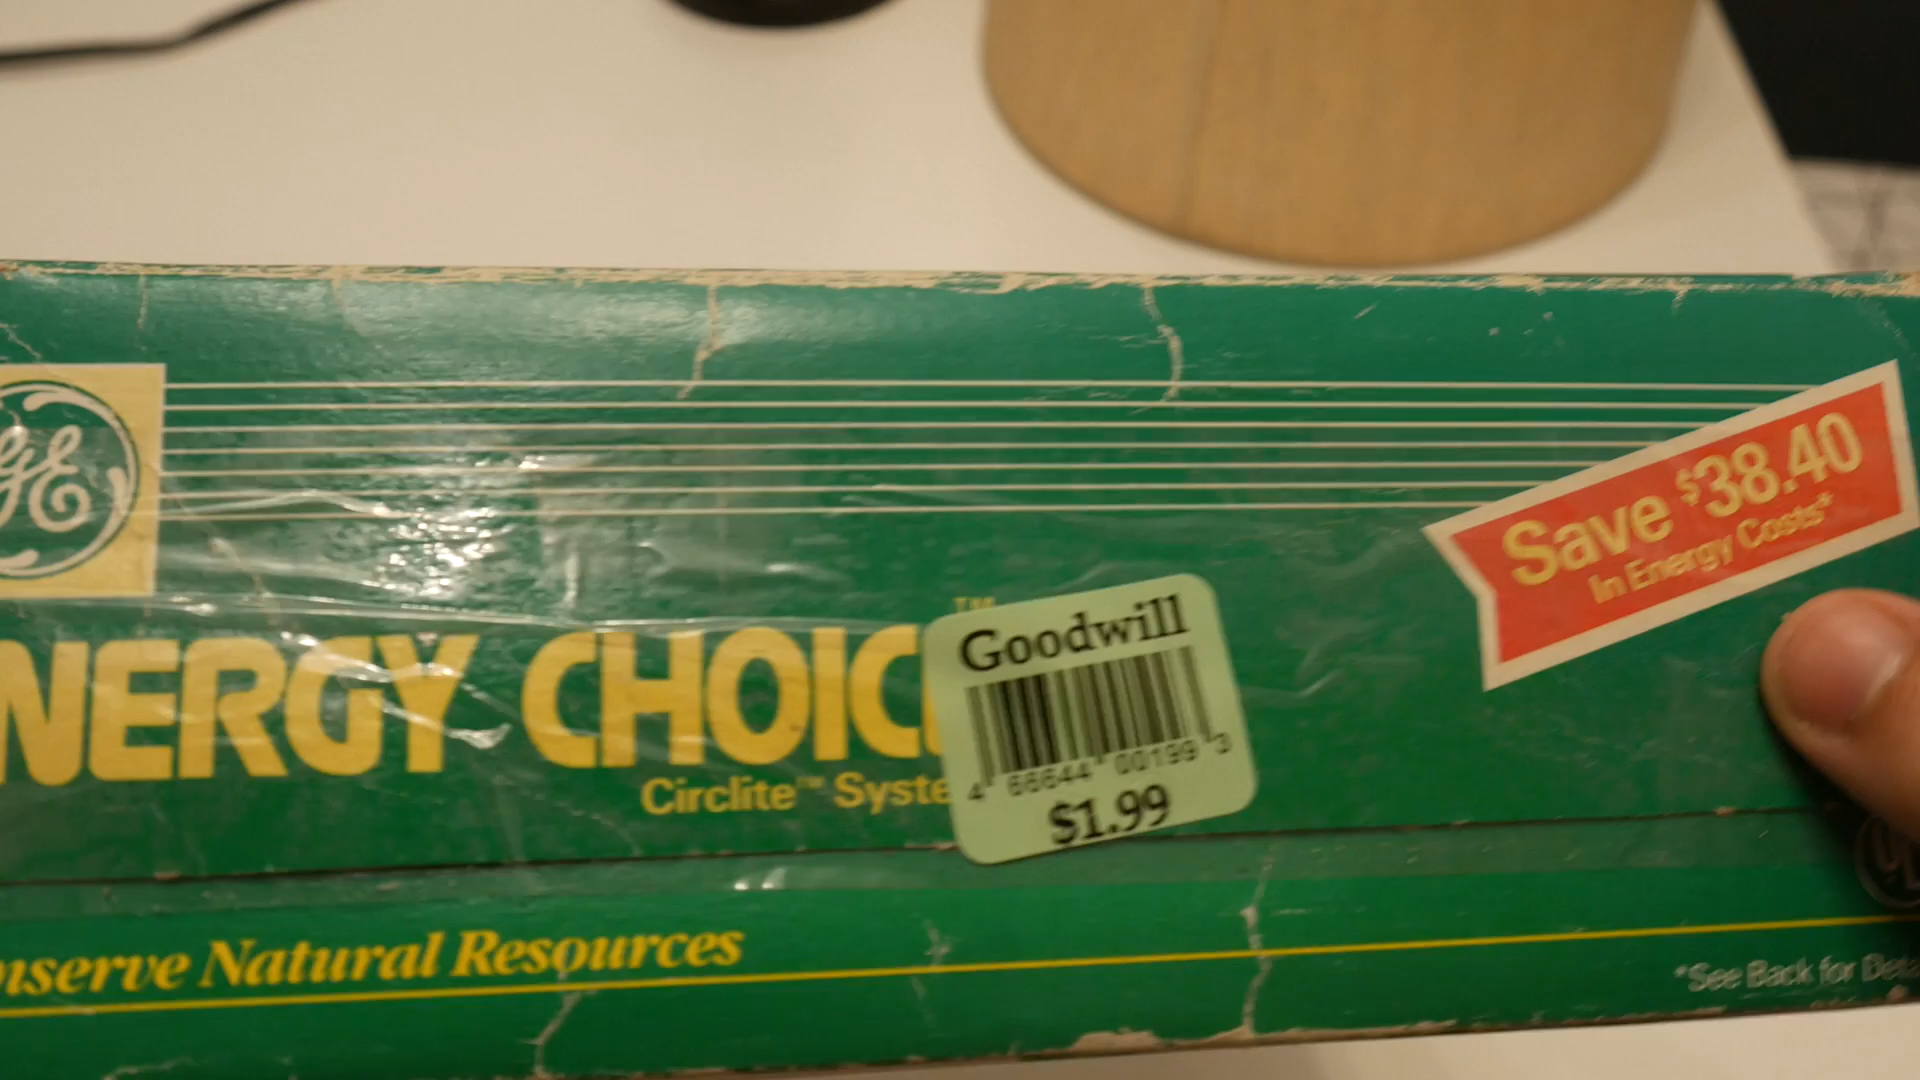 GE
Save $38.40
In Energy Costs*
NERGY CHOIC
TM
Circlite™ Syste
Goodwill
4 66644 00199 3
$1.99
nserve Natural Resources
*See Back for Deta